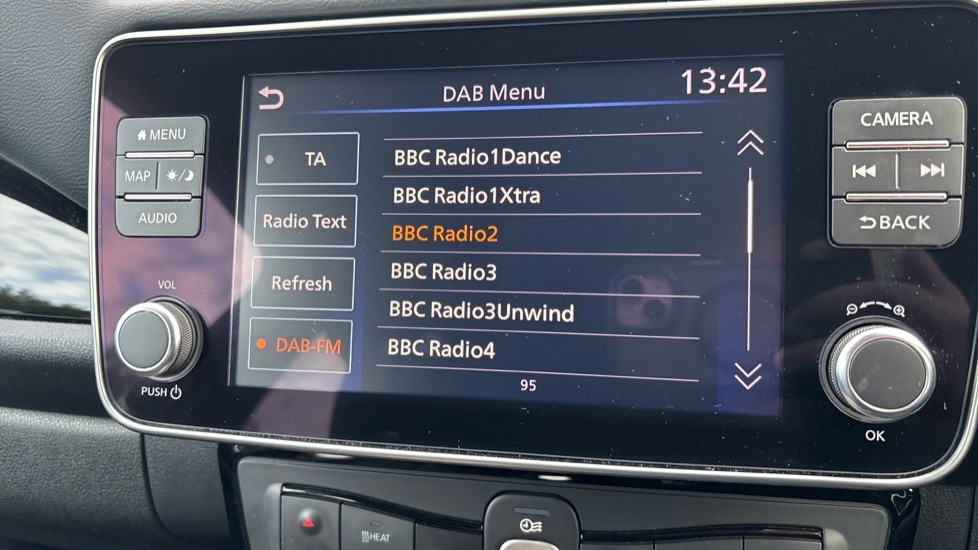 DAB Menu
13:42
MENU
MAP
AUDIO
VOL
PUSH
TA
Radio Text
Refresh
DAB-FM
BBC Radio1Dance
BBC Radio1Xtra
BBC Radio2
BBC Radio3
BBC Radio3Unwind
BBC Radio4
95
CAMERA
BACK
OK
HEAT